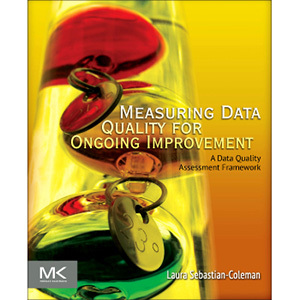 MEASURING DATA
QUALITY FOR
ONGOING IMPROVEMENT
A Data Quality
Assessment Framework
Laura Sebastian-Coleman
MK